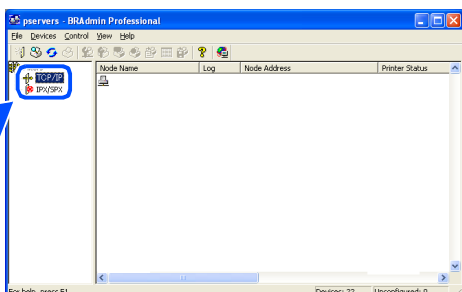 pservers - BRAdmin Professional
File Devices Control View Help
Node Name Log Node Address Printer Status
TCP/IP
IPX/SPX
For help, press F1 Devices: 22 Unconfigured: 0